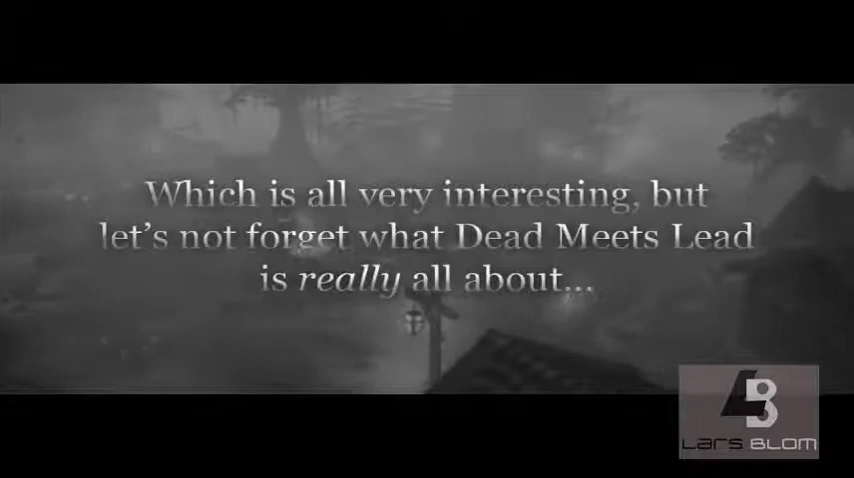 Which is all very interesting, but
let's not forget what Dead Meets Lead
is really all about...
LB
LARS BLOM